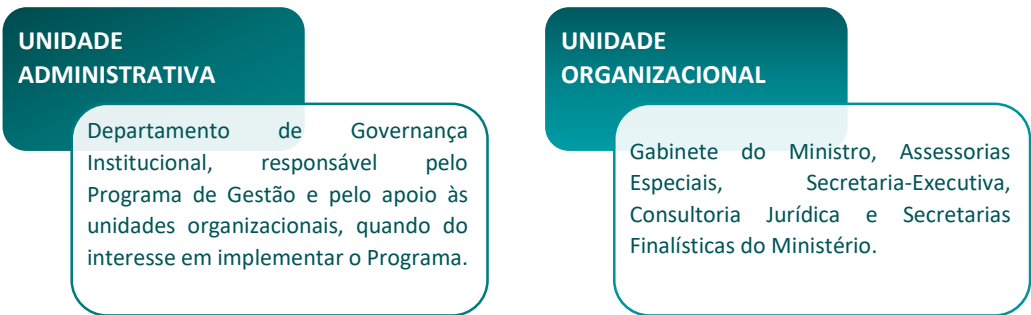 UNIDADE
ADMINISTRATIVA
Departamento de Governança
Institucional, responsável pelo
Programa de Gestão e pelo apoio às
unidades organizacionais, quando do
interesse em implementar o Programa.
UNIDADE
ORGANIZACIONAL
Gabinete do Ministro, Assessorias
Especiais, Secretaria-Executiva,
Consultoria Jurídica e Secretarias
Finalísticas do Ministério.